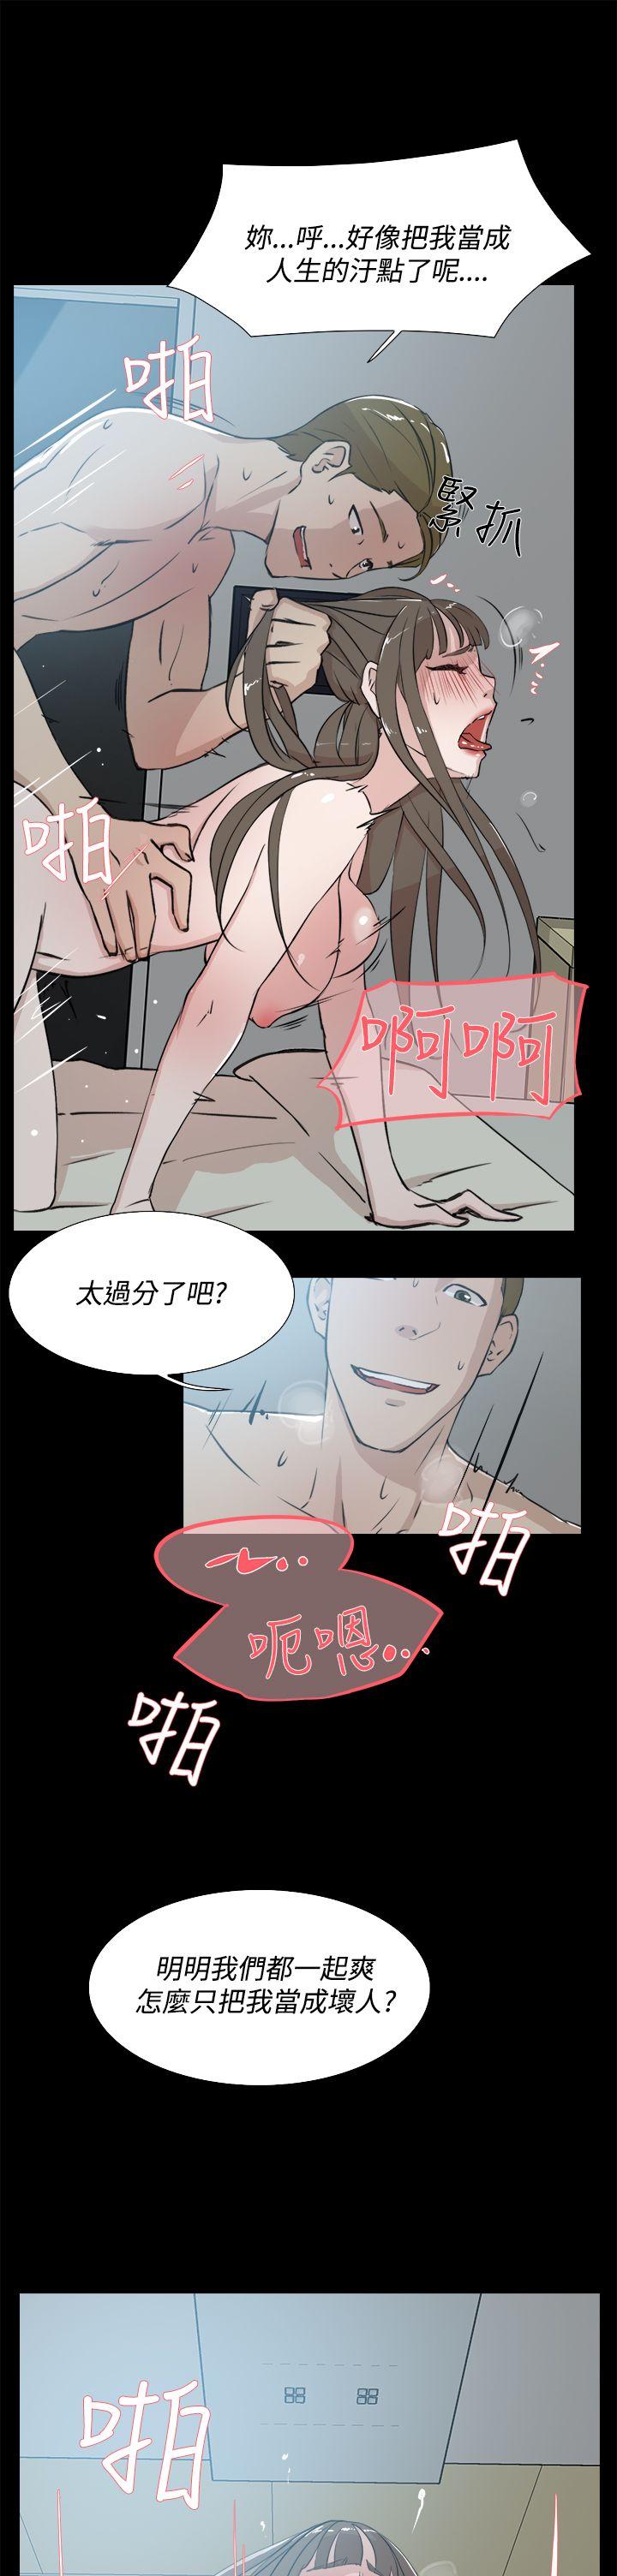 妳...呼...好像把我當成
人生的汙點了呢....
啪
緊抓
啪
啊啊
太過分了吧?
啪
呃嗯...
啪
明明我們都一起爽
怎麼只把我當成壞人?
啪